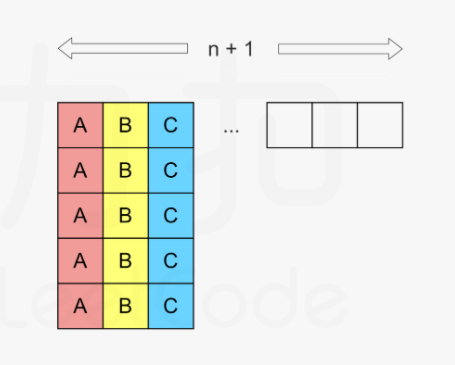 n + 1
A B C ...
A B C
A B C
A B C
A B C
力扣
LeetCode